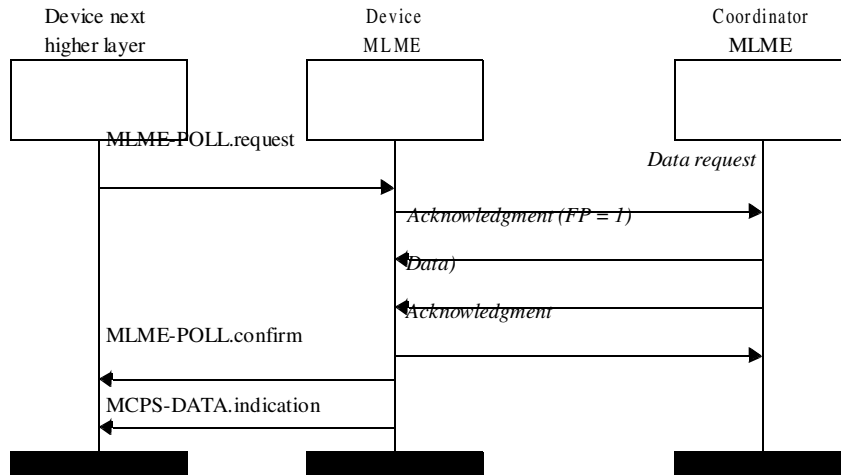 Device next
higher layer
Device
MLME
Coordinator
MLME
MLME-POLL.request
Data request
Acknowledgment (FP = 1)
Data)
Acknowledgment
MLME-POLL.confirm
MCPS-DATA.indication